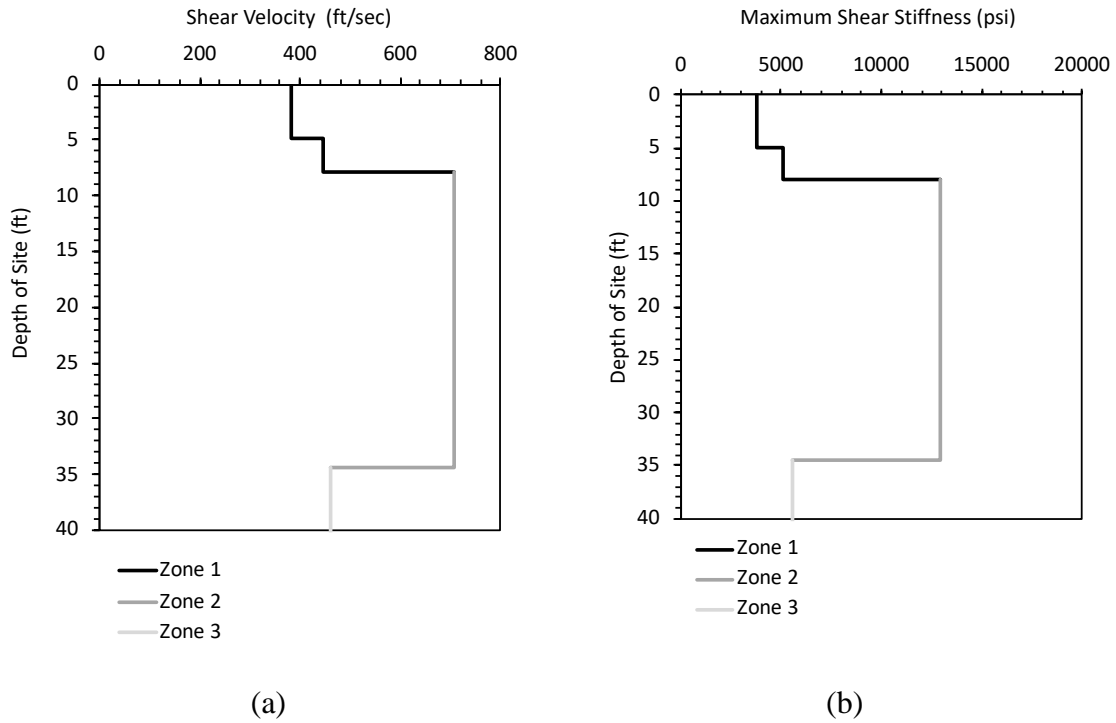 Shear Velocity (ft/sec)
0 200 400 600 800
0
5
10
15
20
25
30
35
40
Depth of Site (ft)
Zone 1
Zone 2
Zone 3
(a)
Maximum Shear Stiffness (psi)
0 5000 10000 15000 20000
0
5
10
15
20
25
30
35
40
Depth of Site (ft)
Zone 1
Zone 2
Zone 3
(b)